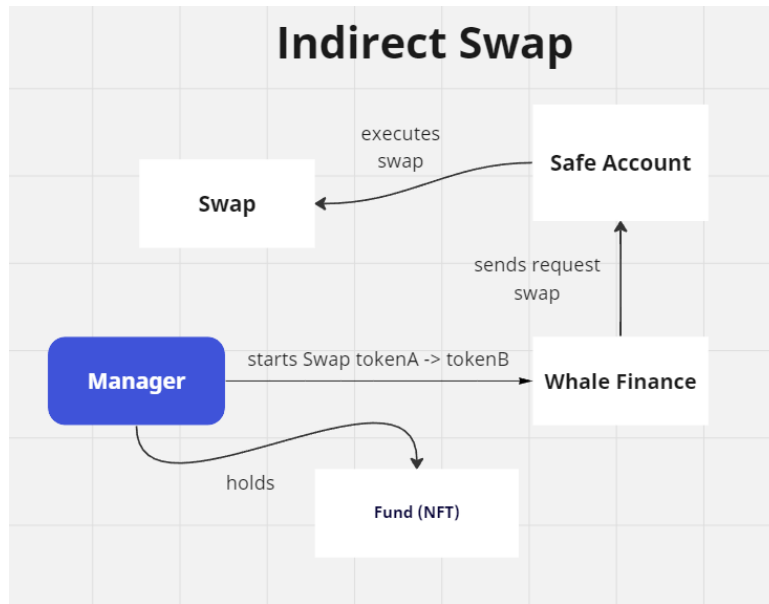 Indirect Swap
executes
swap
Safe Account
Swap
sends request
swap
starts Swap tokenA -> tokenB
Manager
Whale Finance
holds
Fund (NFT)